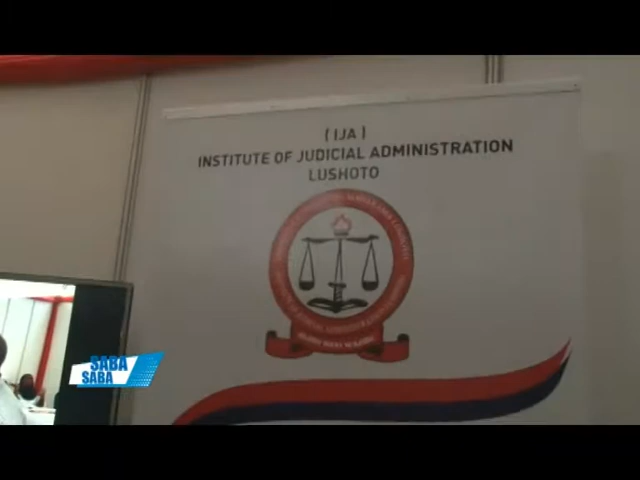 ( IJA )
INSTITUTE OF JUDICIAL ADMINISTRATION
LUSHOTO
SABA
SABA